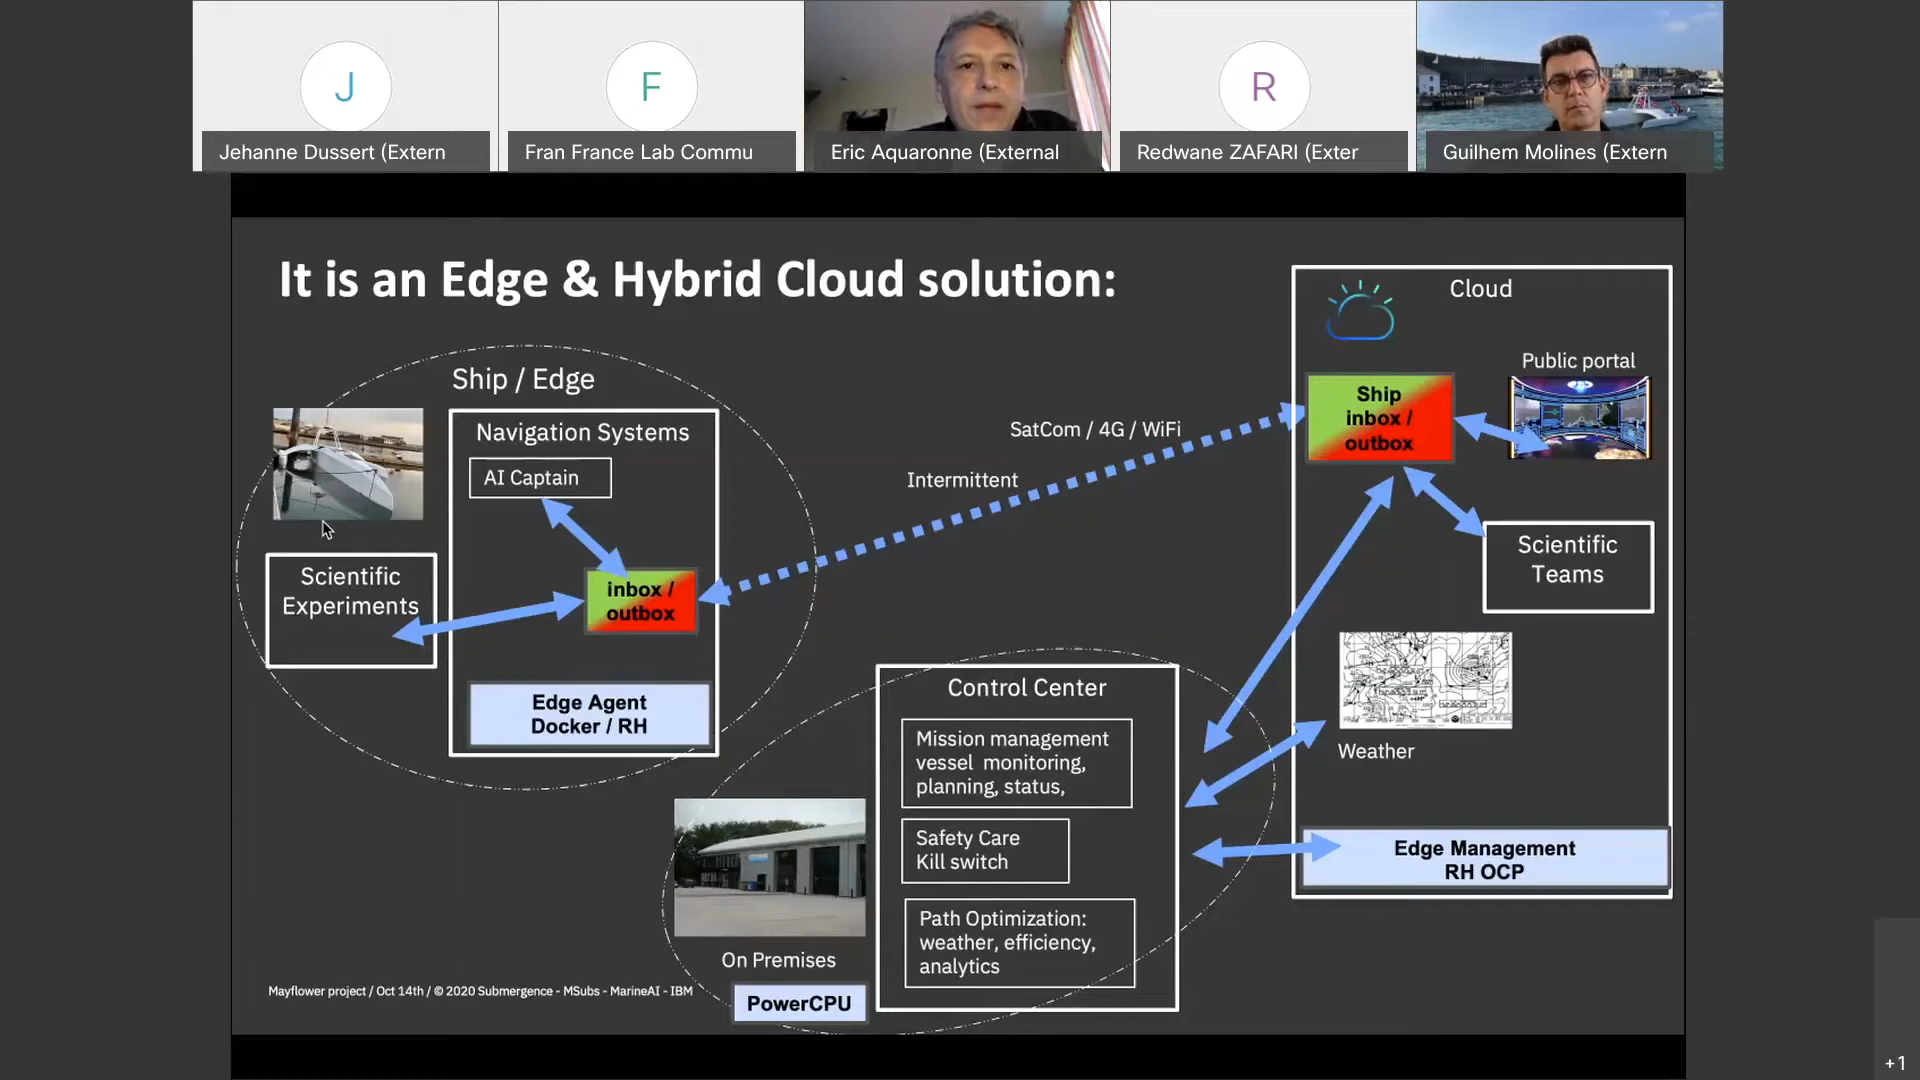 J
F
R
Jehanne Dussert (Extern
Fran France Lab Commu
Eric Aquaronne (External
Redwane ZAFARI (Exter
Guilhem Molines (Extern
It is an Edge & Hybrid Cloud solution:
Ship / Edge
Navigation Systems
AI Captain
Scientific
Experiments
inbox /
outbox
Edge Agent
Docker / RH
SatCom / 4G / WiFi
Intermittent
Cloud
Public portal
Ship
inbox /
outbox
Scientific
Teams
Weather
Edge Management
RH OCP
Control Center
Mission management
vessel monitoring,
planning, status,
Safety Care
Kill switch
Path Optimization:
weather, efficiency,
analytics
On Premises
PowerCPU
Mayflower project / Oct 14th / © 2020 Submergence - MSubs - MarineAI - IBM
+1